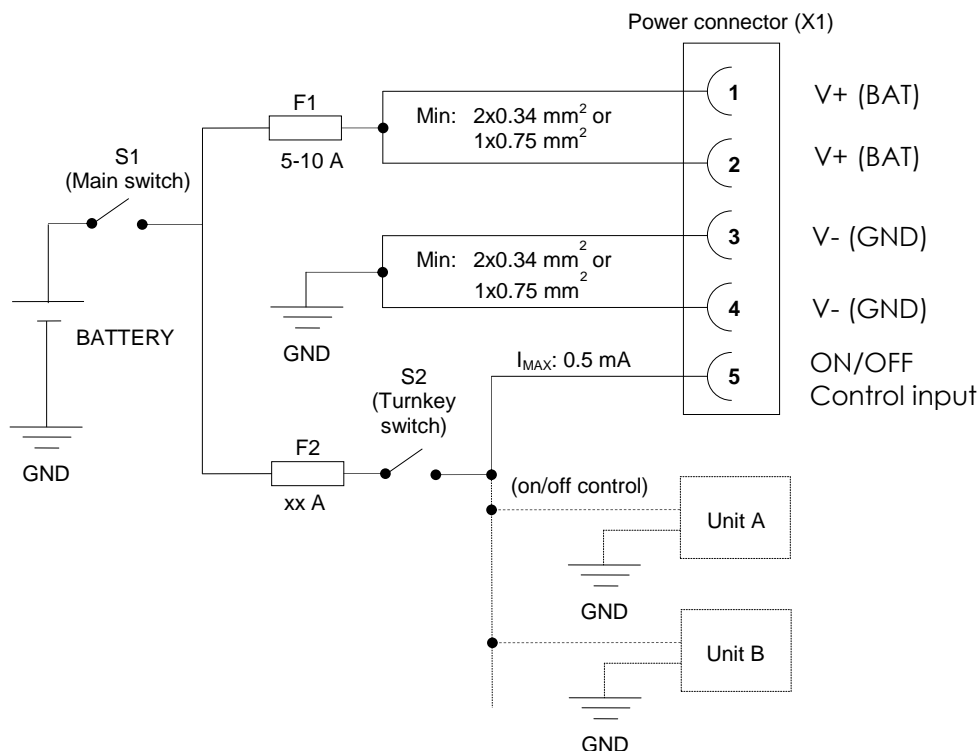 Power connector (X1)
F1
5-10 A
Min: 2x0.34 mm² or
1x0.75 mm²
1
V+ (BAT)
2
V+ (BAT)
S1
(Main switch)
3
V- (GND)
Min: 2x0.34 mm² or
1x0.75 mm²
4
V- (GND)
GND
BATTERY
GND
I_MAX: 0.5 mA
5
ON/OFF
Control input
S2
(Turnkey
switch)
F2
xx A
(on/off control)
Unit A
GND
Unit B
GND